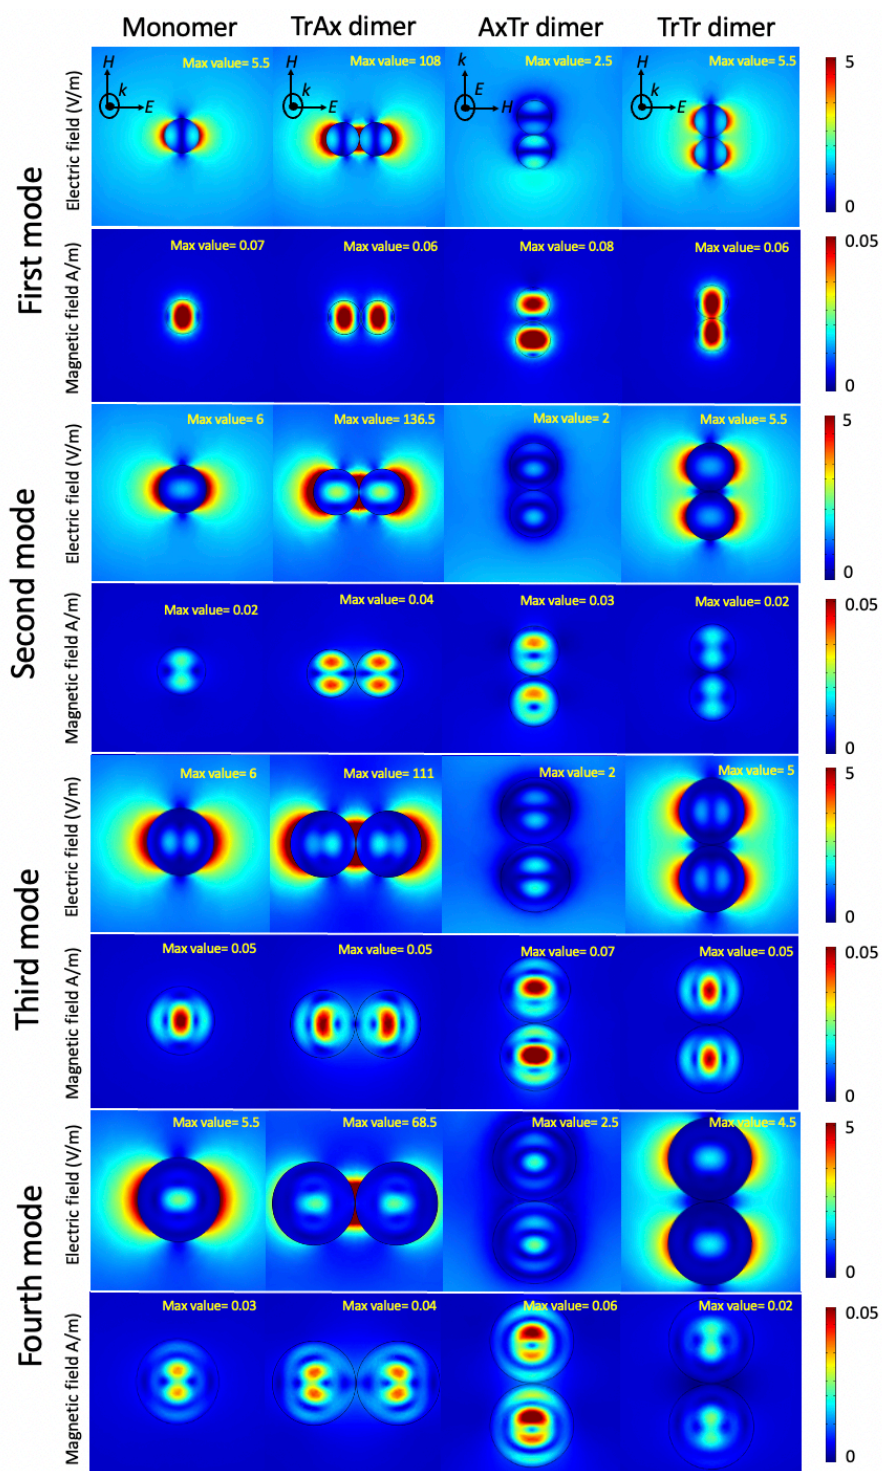 Monomer TrAx dimer AxTr dimer TrTr dimer
First mode
Electric field (V/m)
H k E Max value= 5.5
H k E Max value= 108
k E H Max value= 2.5
H k E Max value= 5.5
5
0
Magnetic field A/m)
Max value= 0.07
Max value= 0.06
Max value= 0.08
Max value= 0.06
0.05
0
Second mode
Electric field (V/m)
Max value= 6
Max value= 136.5
Max value= 2
Max value= 5.5
5
0
Magnetic field A/m)
Max value= 0.02
Max value= 0.04
Max value= 0.03
Max value= 0.02
0.05
0
Third mode
Electric field (V/m)
Max value= 6
Max value= 111
Max value= 2
Max value= 5
5
0
Magnetic field A/m)
Max value= 0.05
Max value= 0.05
Max value= 0.07
Max value= 0.05
0.05
0
Fourth mode
Electric field (V/m)
Max value= 5.5
Max value= 68.5
Max value= 2.5
Max value= 4.5
5
0
Magnetic field A/m)
Max value= 0.03
Max value= 0.04
Max value= 0.06
Max value= 0.02
0.05
0